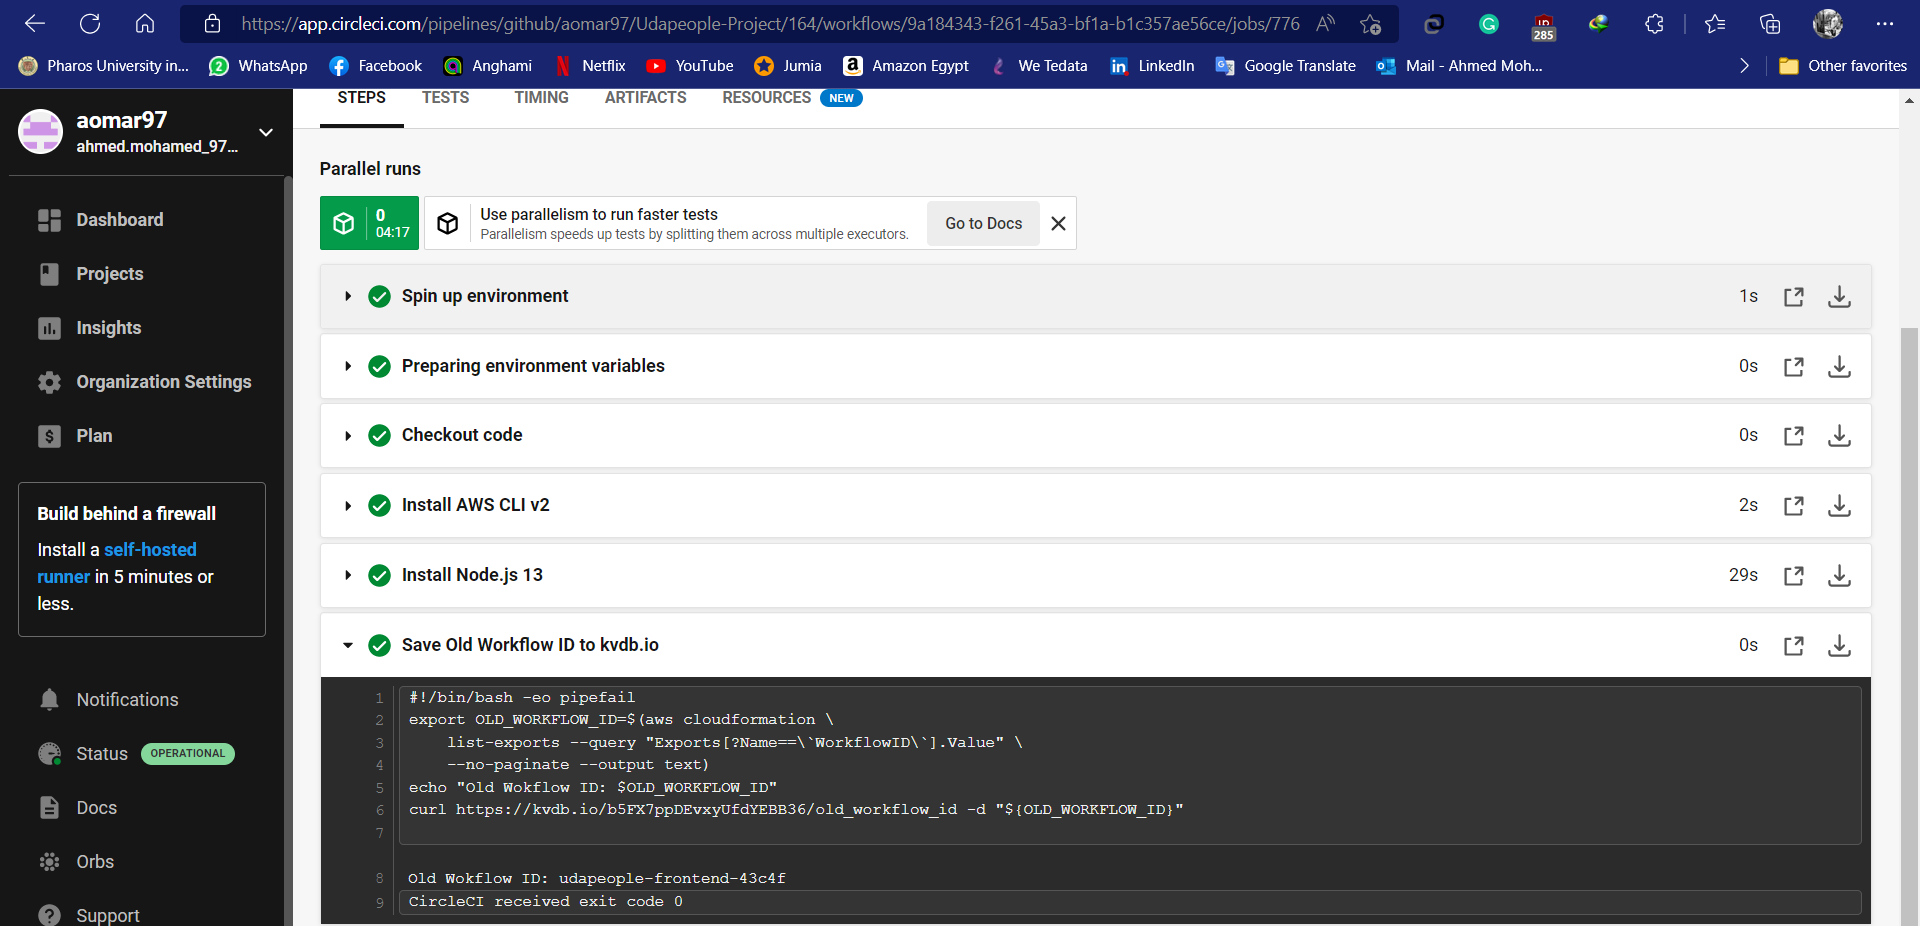 https://app.circleci.com/pipelines/github/aomar97/Udapeople-Project/164/workflows/9a184343-f261-45a3-bf1a-b1c357ae56ce/jobs/776
285
Pharos University in...
2
WhatsApp
Facebook
Anghami
Netflix
YouTube
Jumia
Amazon Egypt
We Tedata
LinkedIn
Google Translate
Mail - Ahmed Moh...
Other favorites
aomar97
ahmed.mohamed_97...
Dashboard
Projects
Insights
Organization Settings
Plan
Build behind a firewall
Install a self-hosted
runner in 5 minutes or
less.
Notifications
Status OPERATIONAL
Docs
Orbs
Support
STEPS TESTS TIMING ARTIFACTS RESOURCES NEW
Parallel runs
0
04:17
Use parallelism to run faster tests
Parallelism speeds up tests by splitting them across multiple executors.
Go to Docs
Spin up environment 1s
Preparing environment variables 0s
Checkout code 0s
Install AWS CLI v2 2s
Install Node.js 13 29s
Save Old Workflow ID to kvdb.io 0s
1 #!/bin/bash -eo pipefail
2 export OLD_WORKFLOW_ID=$(aws cloudformation \
3 list-exports --query "Exports[?Name==\`WorkflowID\`].Value" \
4 --no-paginate --output text)
5 echo "Old Wokflow ID: $OLD_WORKFLOW_ID"
6 curl https://kvdb.io/b5FX7ppDEvxyUfdYEBB36/old_workflow_id -d "${OLD_WORKFLOW_ID}"
7
8 Old Wokflow ID: udapeople-frontend-43c4f
9 CircleCI received exit code 0